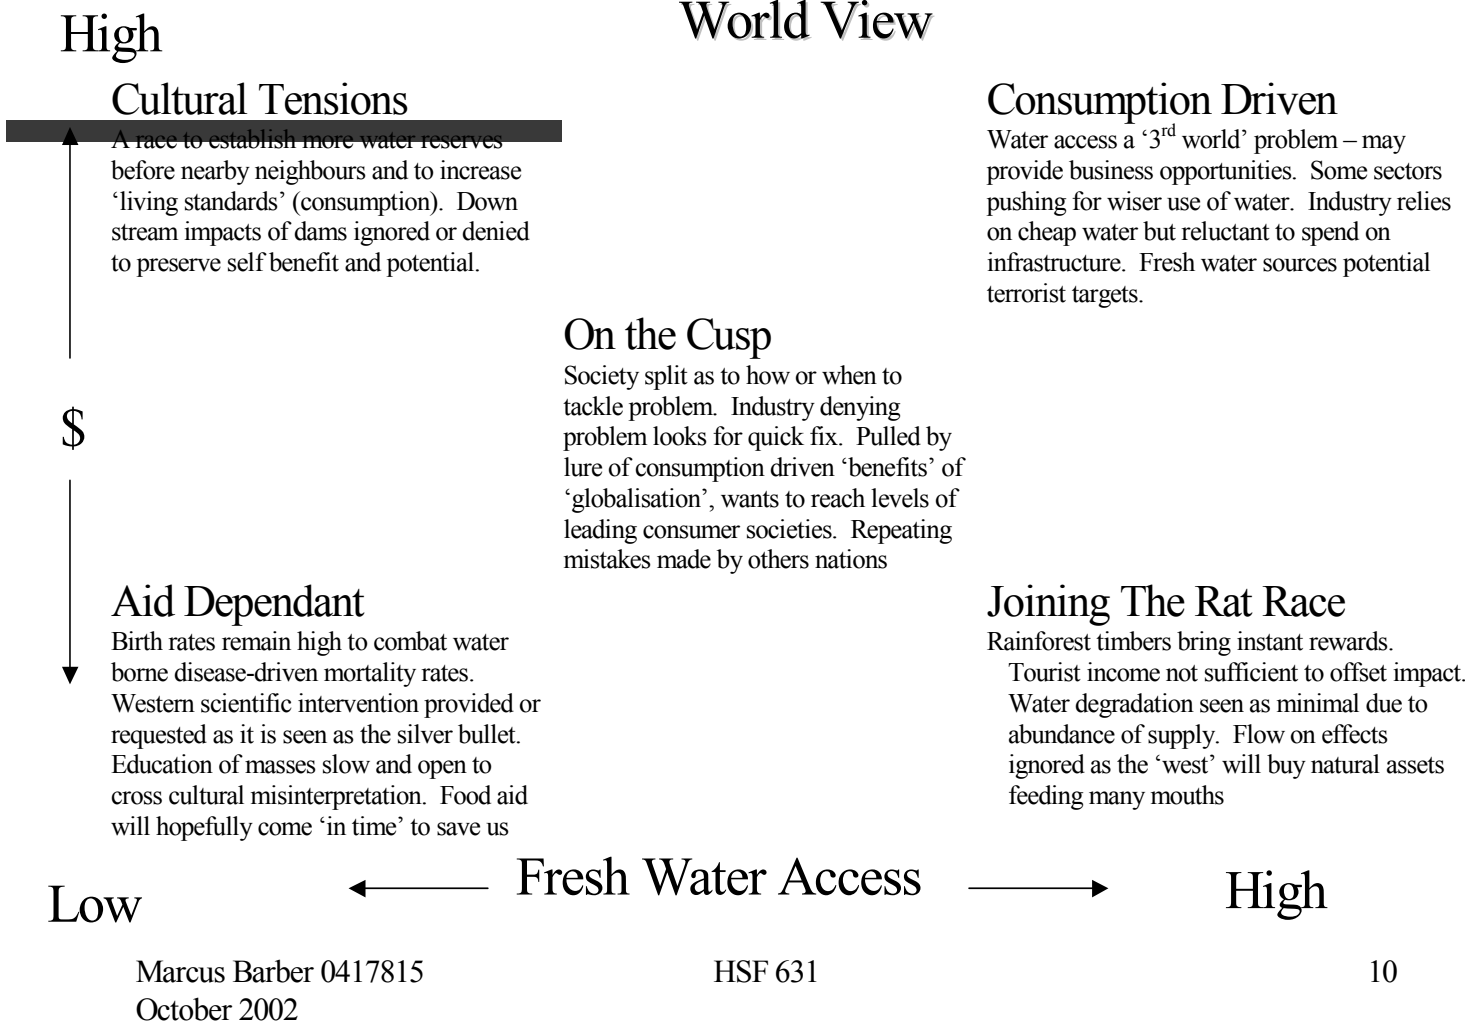 World View
High
Cultural Tensions
A race to establish more water reserves
before nearby neighbours and to increase
‘living standards’ (consumption).  Down
stream impacts of dams ignored or denied
to preserve self benefit and potential.
Consumption Driven
Water access a ‘3rd world’ problem – may
provide business opportunities.  Some sectors
pushing for wiser use of water.  Industry relies
on cheap water but reluctant to spend on
infrastructure.  Fresh water sources potential
terrorist targets.
On the Cusp
Society split as to how or when to
tackle problem.  Industry denying
problem looks for quick fix.  Pulled by
lure of consumption driven ‘benefits’ of
‘globalisation’, wants to reach levels of
leading consumer societies.  Repeating
mistakes made by others nations
$
Aid Dependant
Birth rates remain high to combat water
borne disease-driven mortality rates.
Western scientific intervention provided or
requested as it is seen as the silver bullet.
Education of masses slow and open to
cross cultural misinterpretation.  Food aid
will hopefully come ‘in time’ to save us
Joining The Rat Race
Rainforest timbers bring instant rewards.
Tourist income not sufficient to offset impact.
Water degradation seen as minimal due to
abundance of supply.  Flow on effects
ignored as the ‘west’ will buy natural assets
feeding many mouths
Low
Fresh Water Access
High
Marcus Barber 0417815
October 2002
HSF 631
10